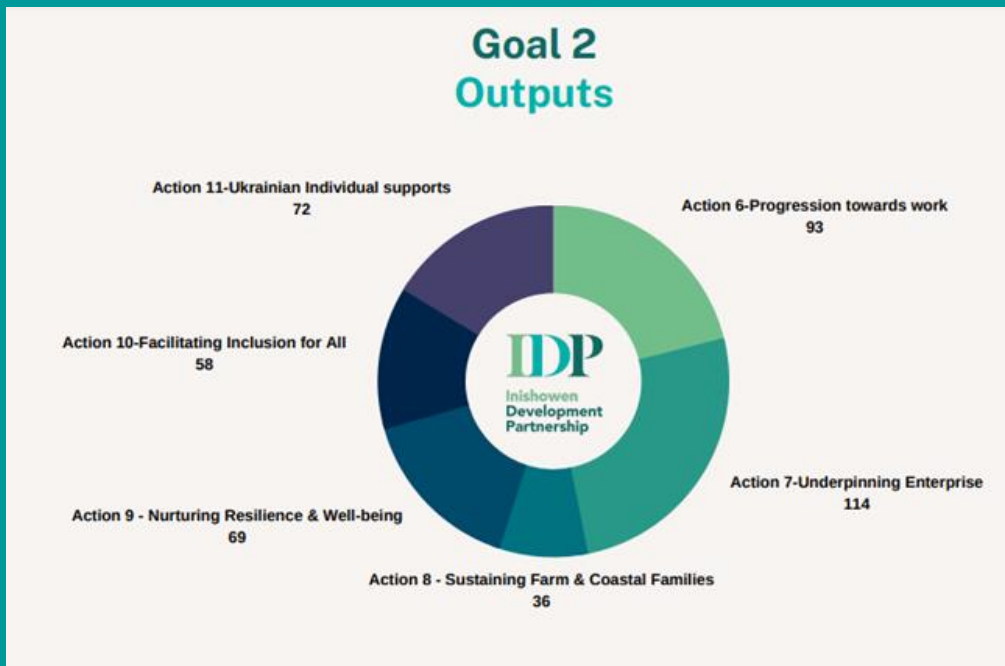 Goal 2
Outputs
Action 11-Ukrainian Individual supports
72
Action 6-Progression towards work
93
Action 10-Facilitating Inclusion for All
58
IDP
Inishowen
Development
Partnership
Action 7-Underpinning Enterprise
114
Action 9 - Nurturing Resilience & Well-being
69
Action 8 - Sustaining Farm & Coastal Families
36